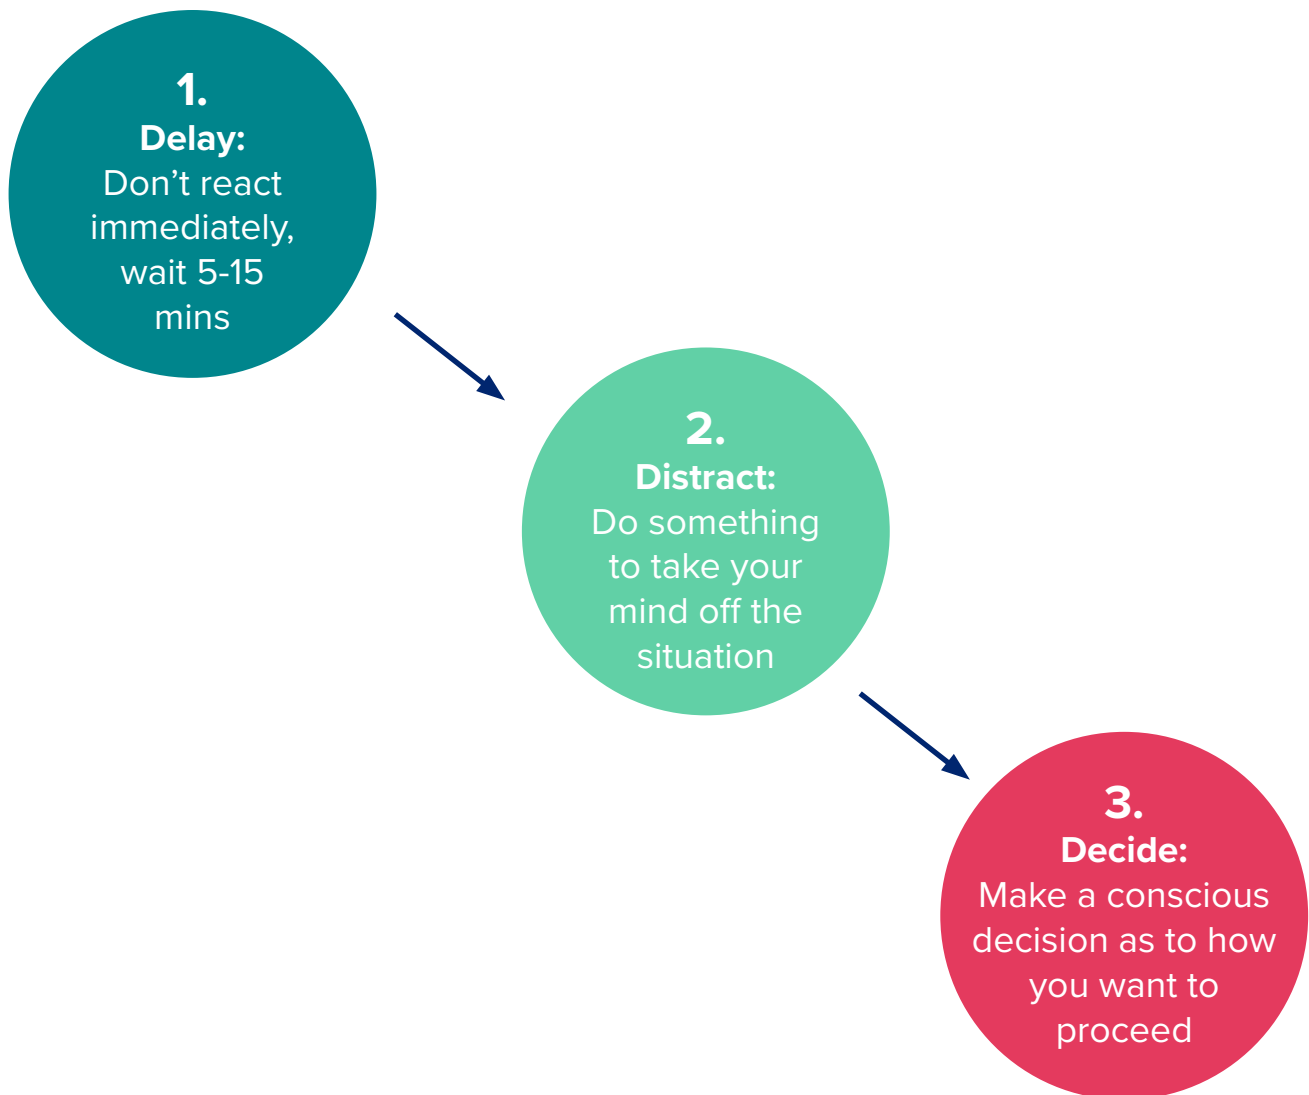 1.
Delay:
Don’t react
immediately,
wait 5-15
mins
2.
Distract:
Do something
to take your
mind off the
situation
3.
Decide:
Make a conscious
decision as to how
you want to
proceed